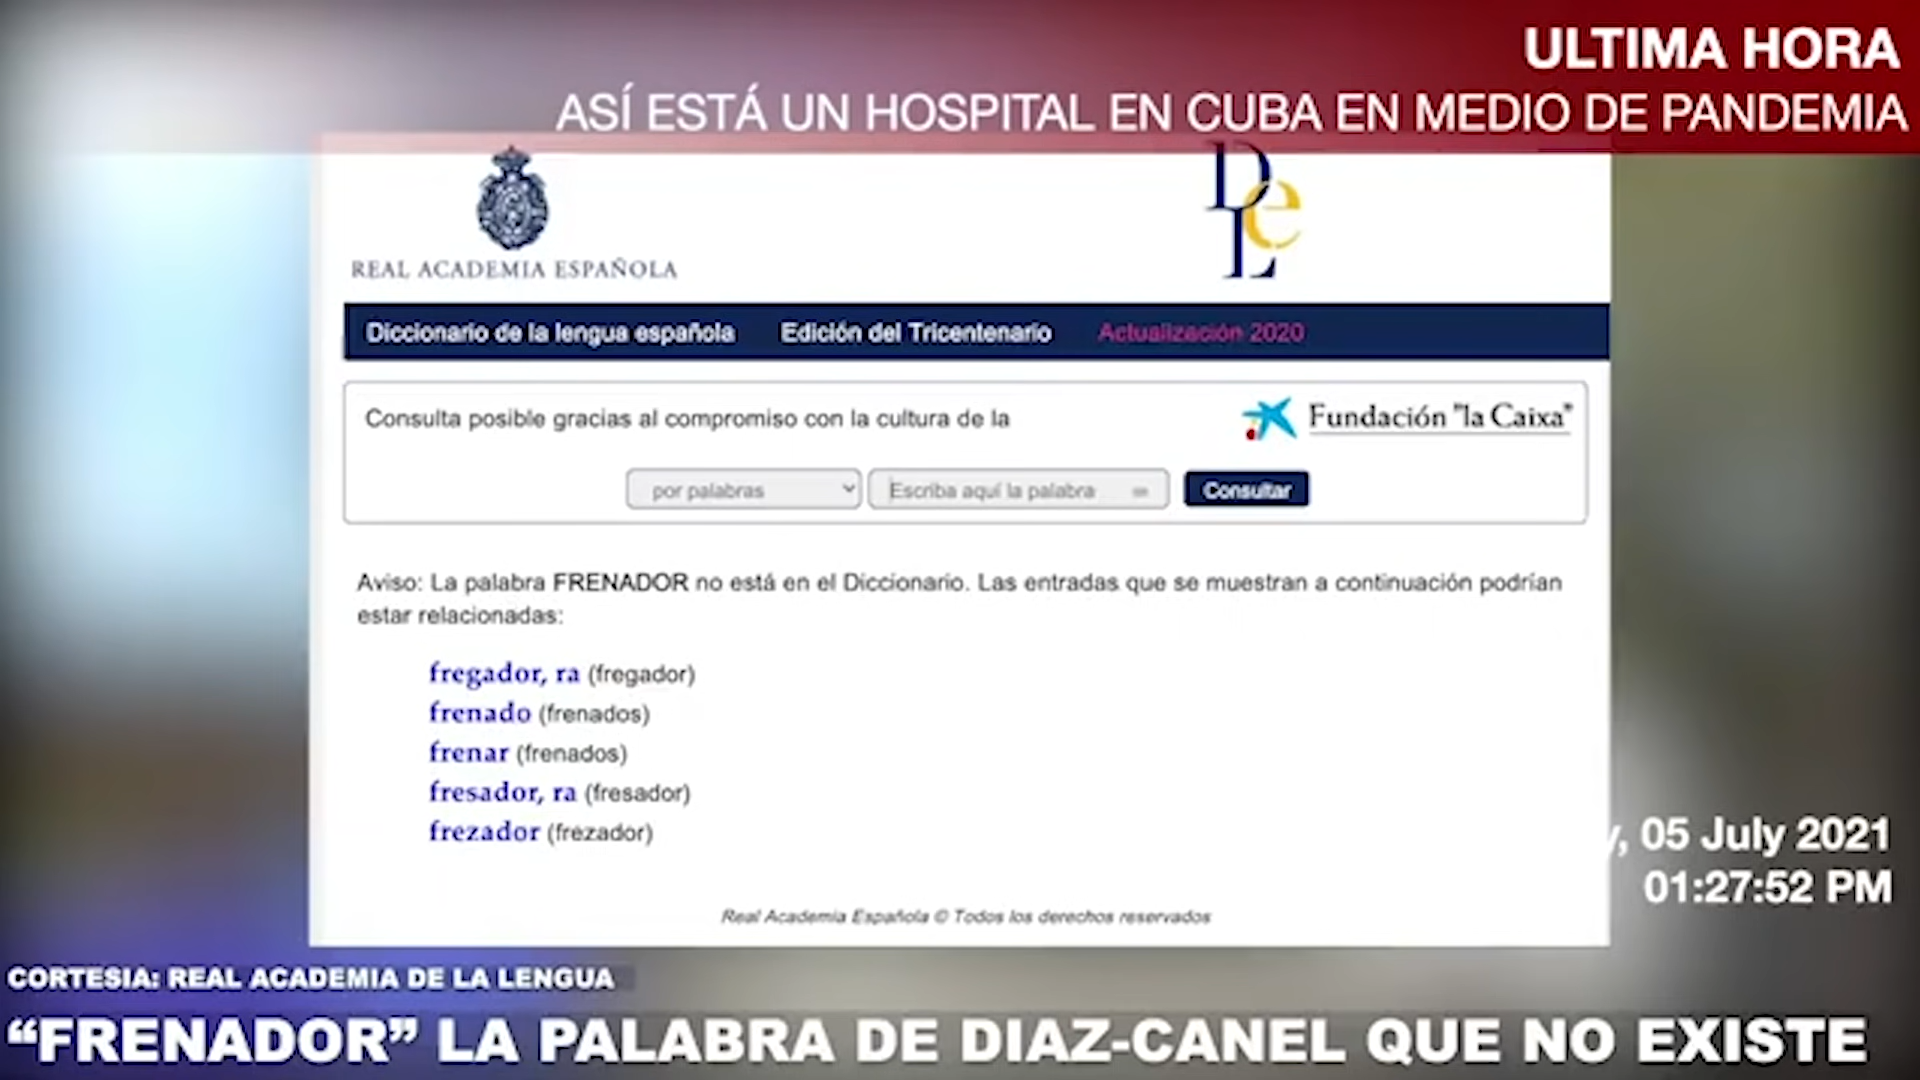 ULTIMA HORA
ASÍ ESTÁ UN HOSPITAL EN CUBA EN MEDIO DE PANDEMIA
REAL ACADEMIA ESPAÑOLA
DLe
Diccionario de la lengua española Edición del Tricentenario Actualización 2020
Consulta posible gracias al compromiso con la cultura de la Fundación "la Caixa"
por palabras Escriba aquí la palabra Consultar
Aviso: La palabra FRENADOR no está en el Diccionario. Las entradas que se muestran a continuación podrían
estar relacionadas:
fregador, ra (fregador)
frenado (frenados)
frenar (frenados)
fresador, ra (fresador)
frezador (frezador)
Real Academia Española © Todos los derechos reservados
y, 05 July 2021
01:27:52 PM
CORTESIA: REAL ACADEMIA DE LA LENGUA
“FRENADOR” LA PALABRA DE DIAZ-CANEL QUE NO EXISTE